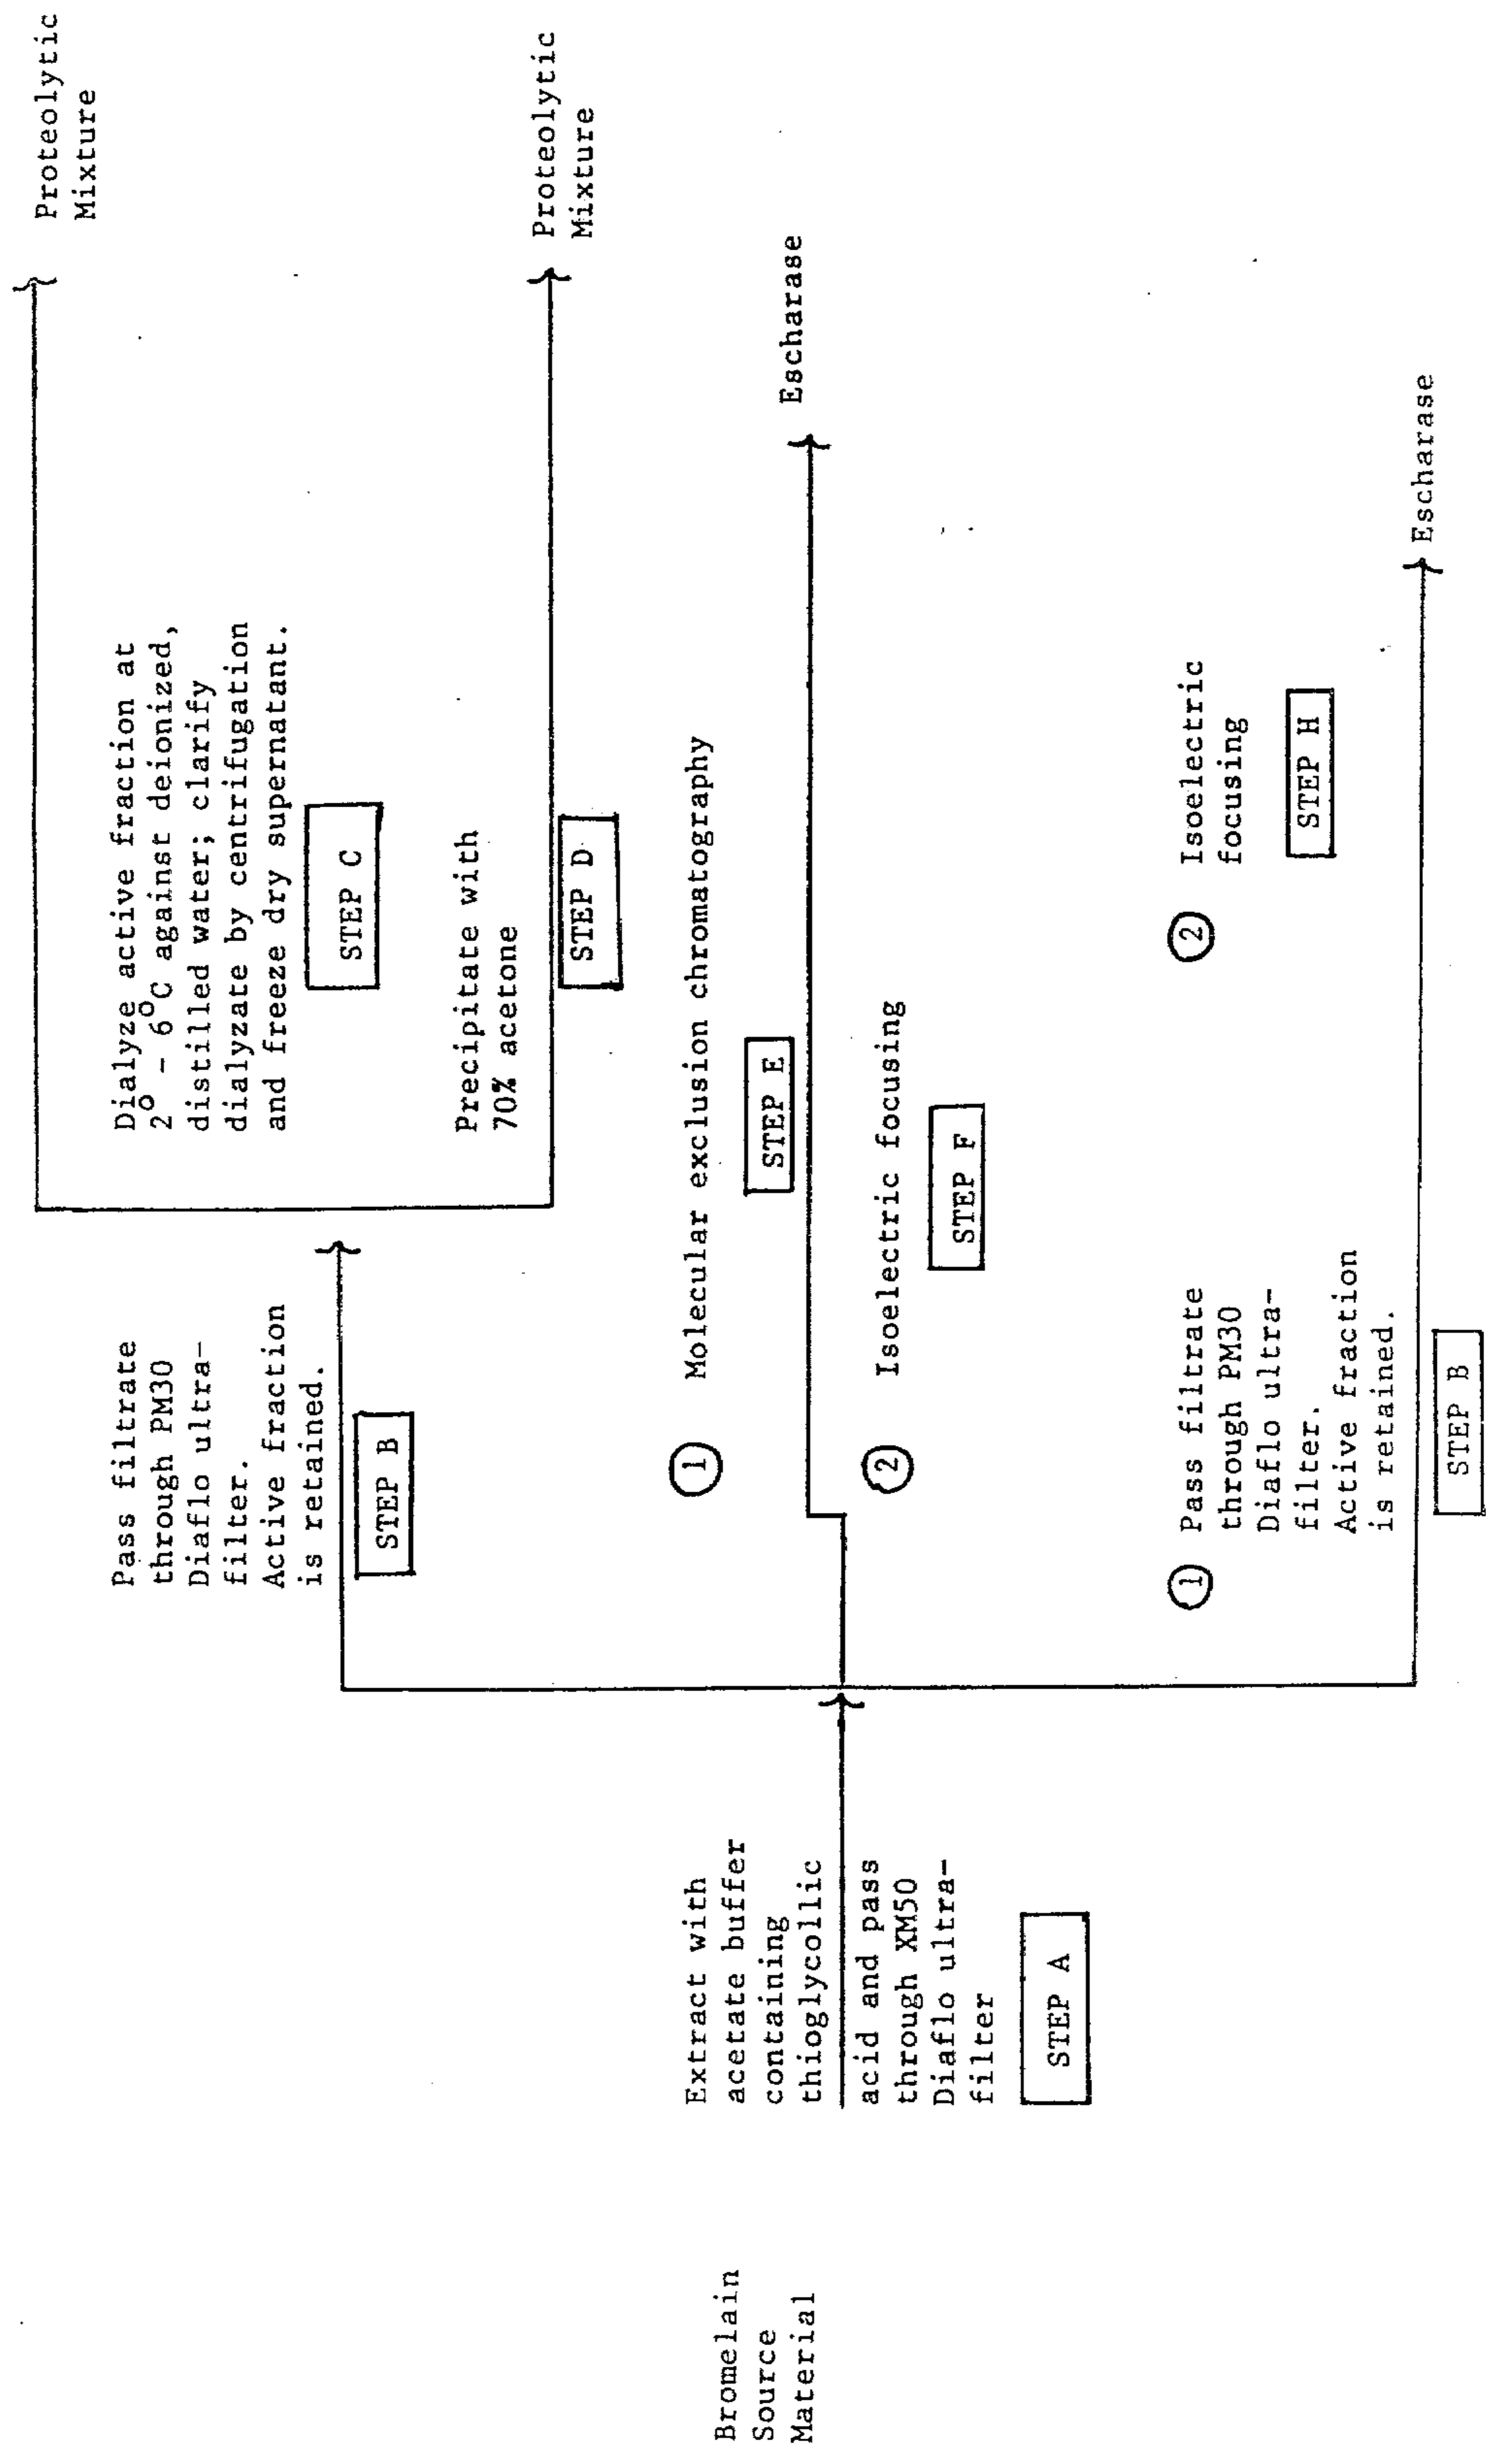 Bromelain
Source
Material
Extract with
acetate buffer
containing
thioglycollic
acid and pass
through XM50
Diaflo ultra-
filter
STEP A
Pass filtrate
through PM30
Diaflo ultra-
filter.
Active fraction
is retained.
STEP B
Dialyze active fraction at
2° - 6°C against deionized,
distilled water; clarify
dialyzate by centrifugation
and freeze dry supernatant.
STEP C
Proteolytic
Mixture
Precipitate with
70% acetone
STEP D
Proteolytic
Mixture
1 Molecular exclusion chromatography
STEP E
2 Isoelectric focusing
STEP F
Escharase
1 Pass filtrate
through PM30
Diaflo ultra-
filter.
Active fraction
is retained.
STEP B
2 Isoelectric
focusing
STEP H
Escharase